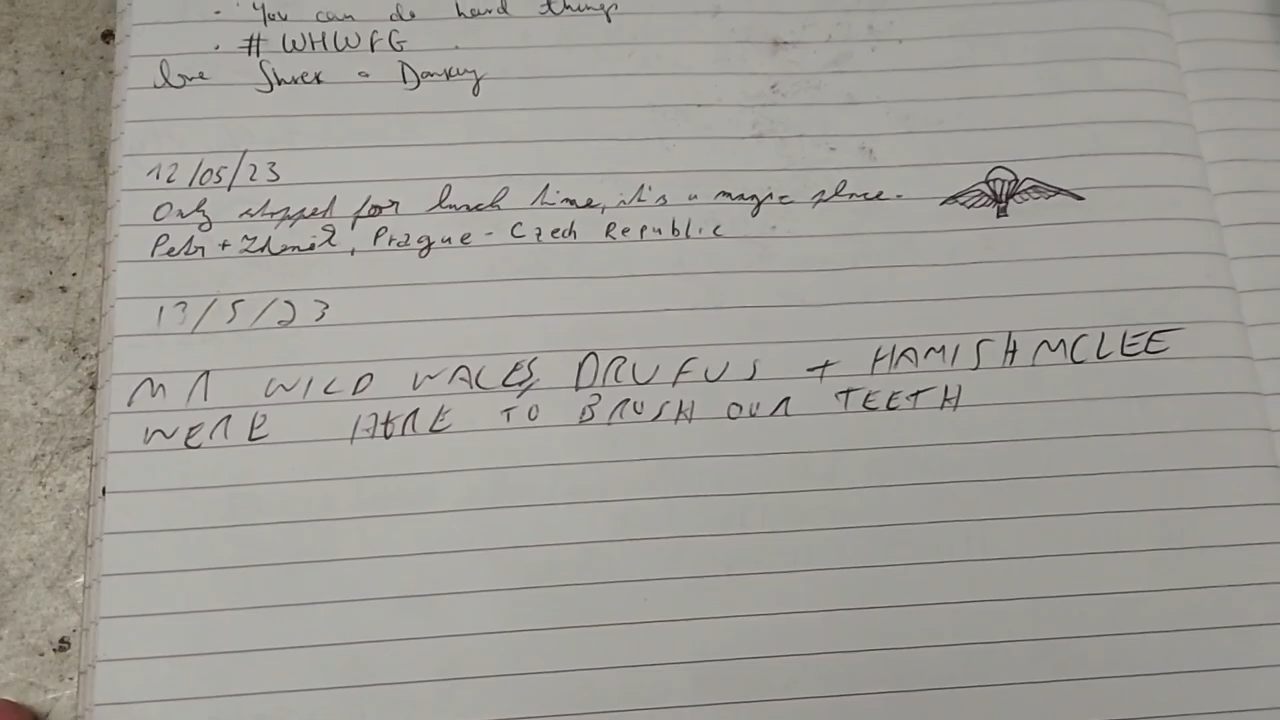 · You can do hard things
· # WHWFG
love Shrek & Donkey
12/05/23
Only stopped for lunch time, it's a magic place.
Petr + Zdeněk, Prague - Czech Republic
13/5/23
MR WILD WALES, DRUFUS + HAMISH MCLEE
WERE HERE TO BRUSH OUR TEETH